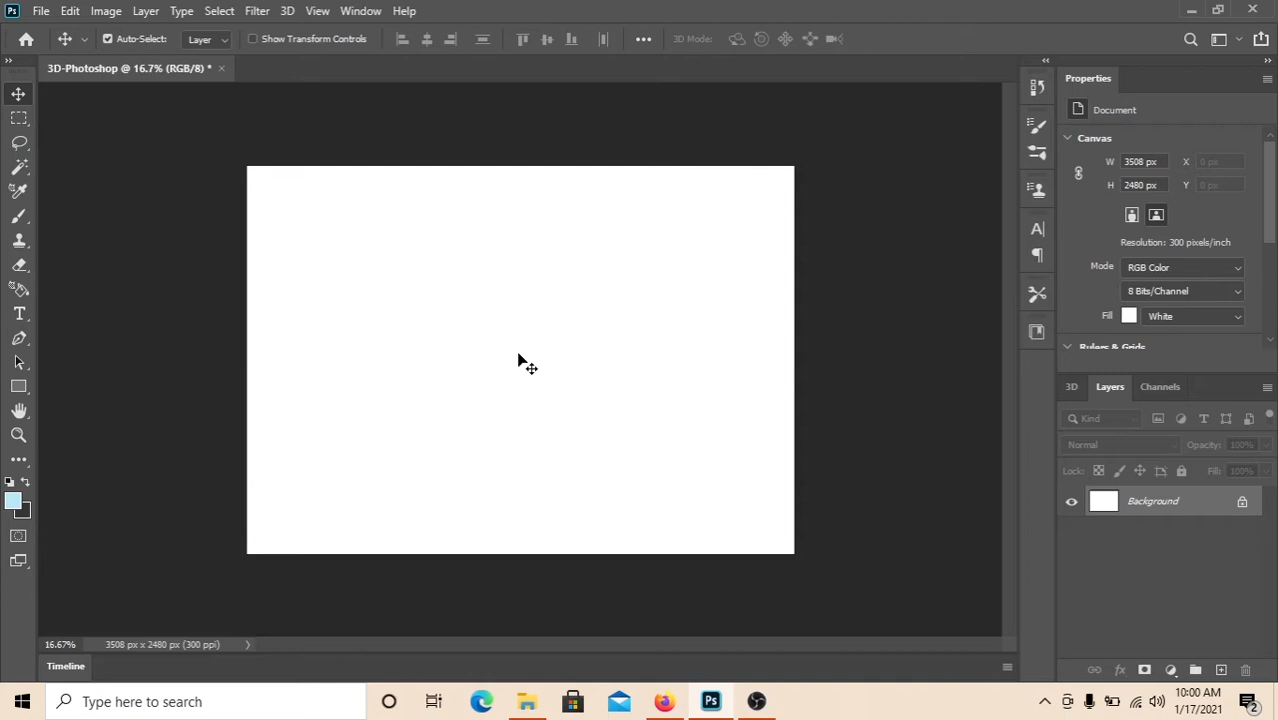 Ps File Edit Image Layer Type Select Filter 3D View Window Help
Auto-Select: Layer Show Transform Controls 3D Mode:
3D-Photoshop @ 16.7% (RGB/8) * ×
Properties
Document
Canvas
W 3508 px X 0 px
H 2480 px Y 0 px
Resolution: 300 pixels/inch
Mode RGB Color
8 Bits/Channel
Fill White
Rulers & Grids
3D Layers Channels
Kind
Normal Opacity: 100%
Lock: Fill: 100%
Background
16.67% 3508 px x 2480 px (300 ppi)
Timeline
Type here to search
Ps
10:00 AM
1/17/2021
2